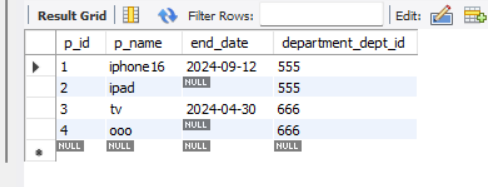 Result Grid Filter Rows: Edit:
p_id p_name end_date department_dept_id
1 iphone16 2024-09-12 555
2 ipad NULL 555
3 tv 2024-04-30 666
4 ooo NULL 666
NULL NULL NULL NULL